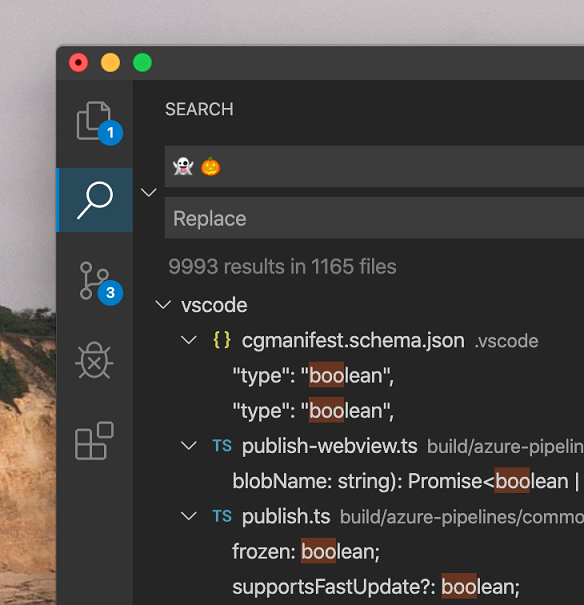 SEARCH
1
👻 🎃
Replace
9993 results in 1165 files
3
vscode
{} cgmanifest.schema.json .vscode
"type": "boolean",
"type": "boolean",
TS publish-webview.ts build/azure-pipelin
blobName: string): Promise<boolean |
TS publish.ts build/azure-pipelines/commo
frozen: boolean;
supportsFastUpdate?: boolean;